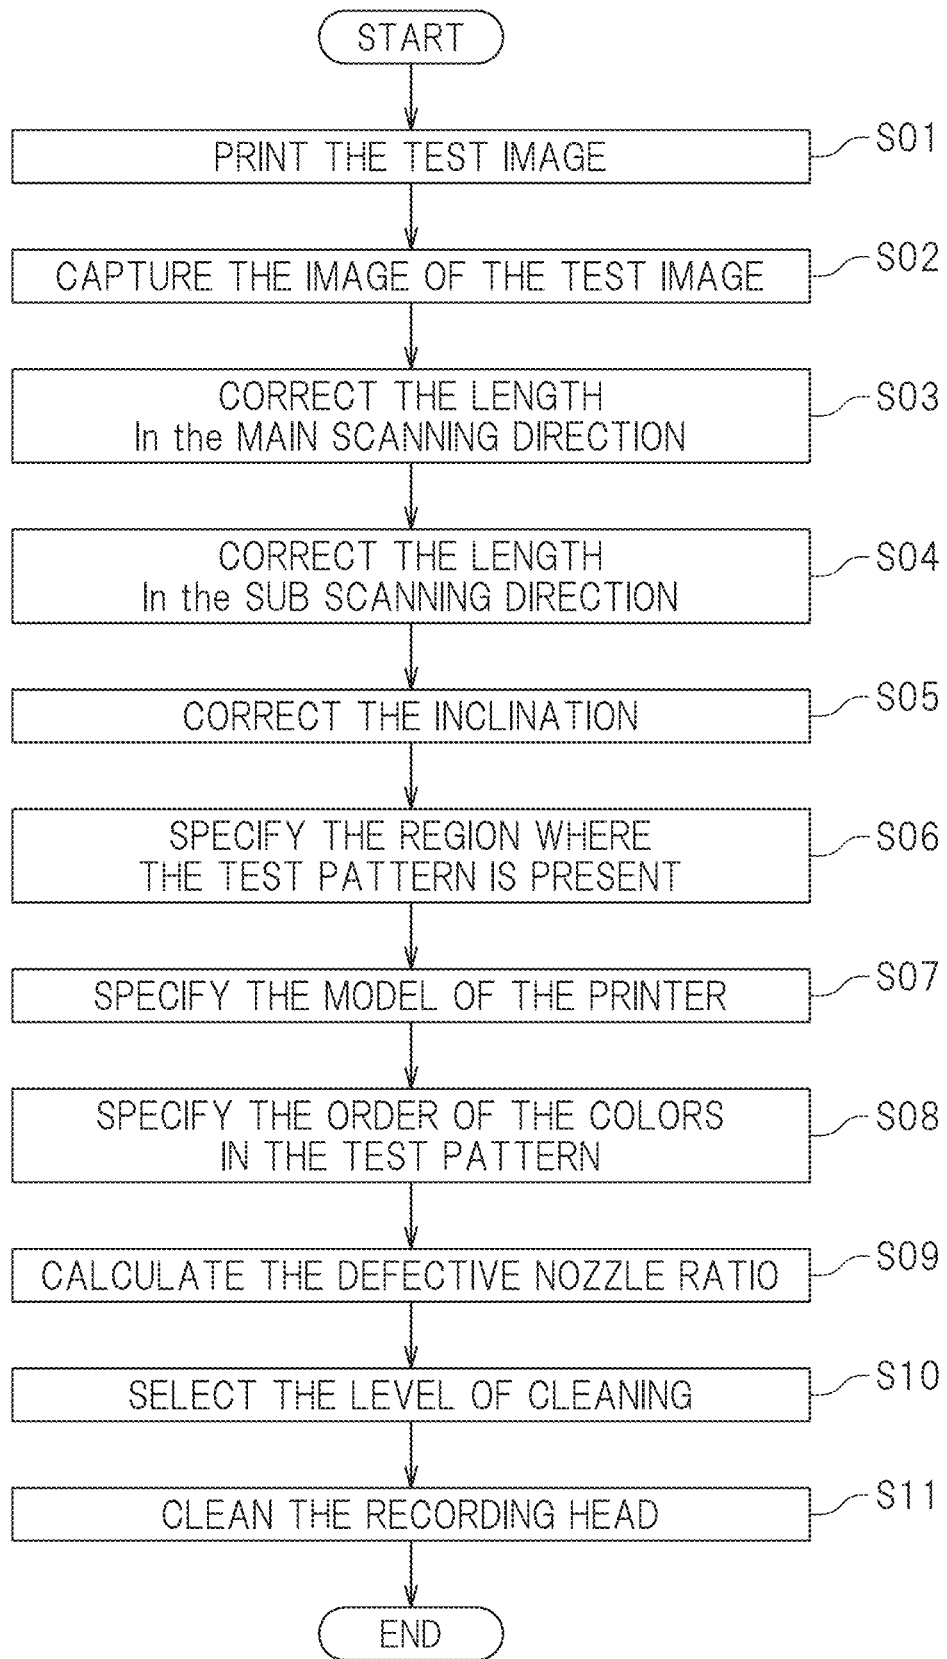 START
PRINT THE TEST IMAGE
S01
CAPTURE THE IMAGE OF THE TEST IMAGE
S02
CORRECT THE LENGTH
In the MAIN SCANNING DIRECTION
S03
CORRECT THE LENGTH
In the SUB SCANNING DIRECTION
S04
CORRECT THE INCLINATION
S05
SPECIFY THE REGION WHERE
THE TEST PATTERN IS PRESENT
S06
SPECIFY THE MODEL OF THE PRINTER
S07
SPECIFY THE ORDER OF THE COLORS
IN THE TEST PATTERN
S08
CALCULATE THE DEFECTIVE NOZZLE RATIO
S09
SELECT THE LEVEL OF CLEANING
S10
CLEAN THE RECORDING HEAD
S11
END